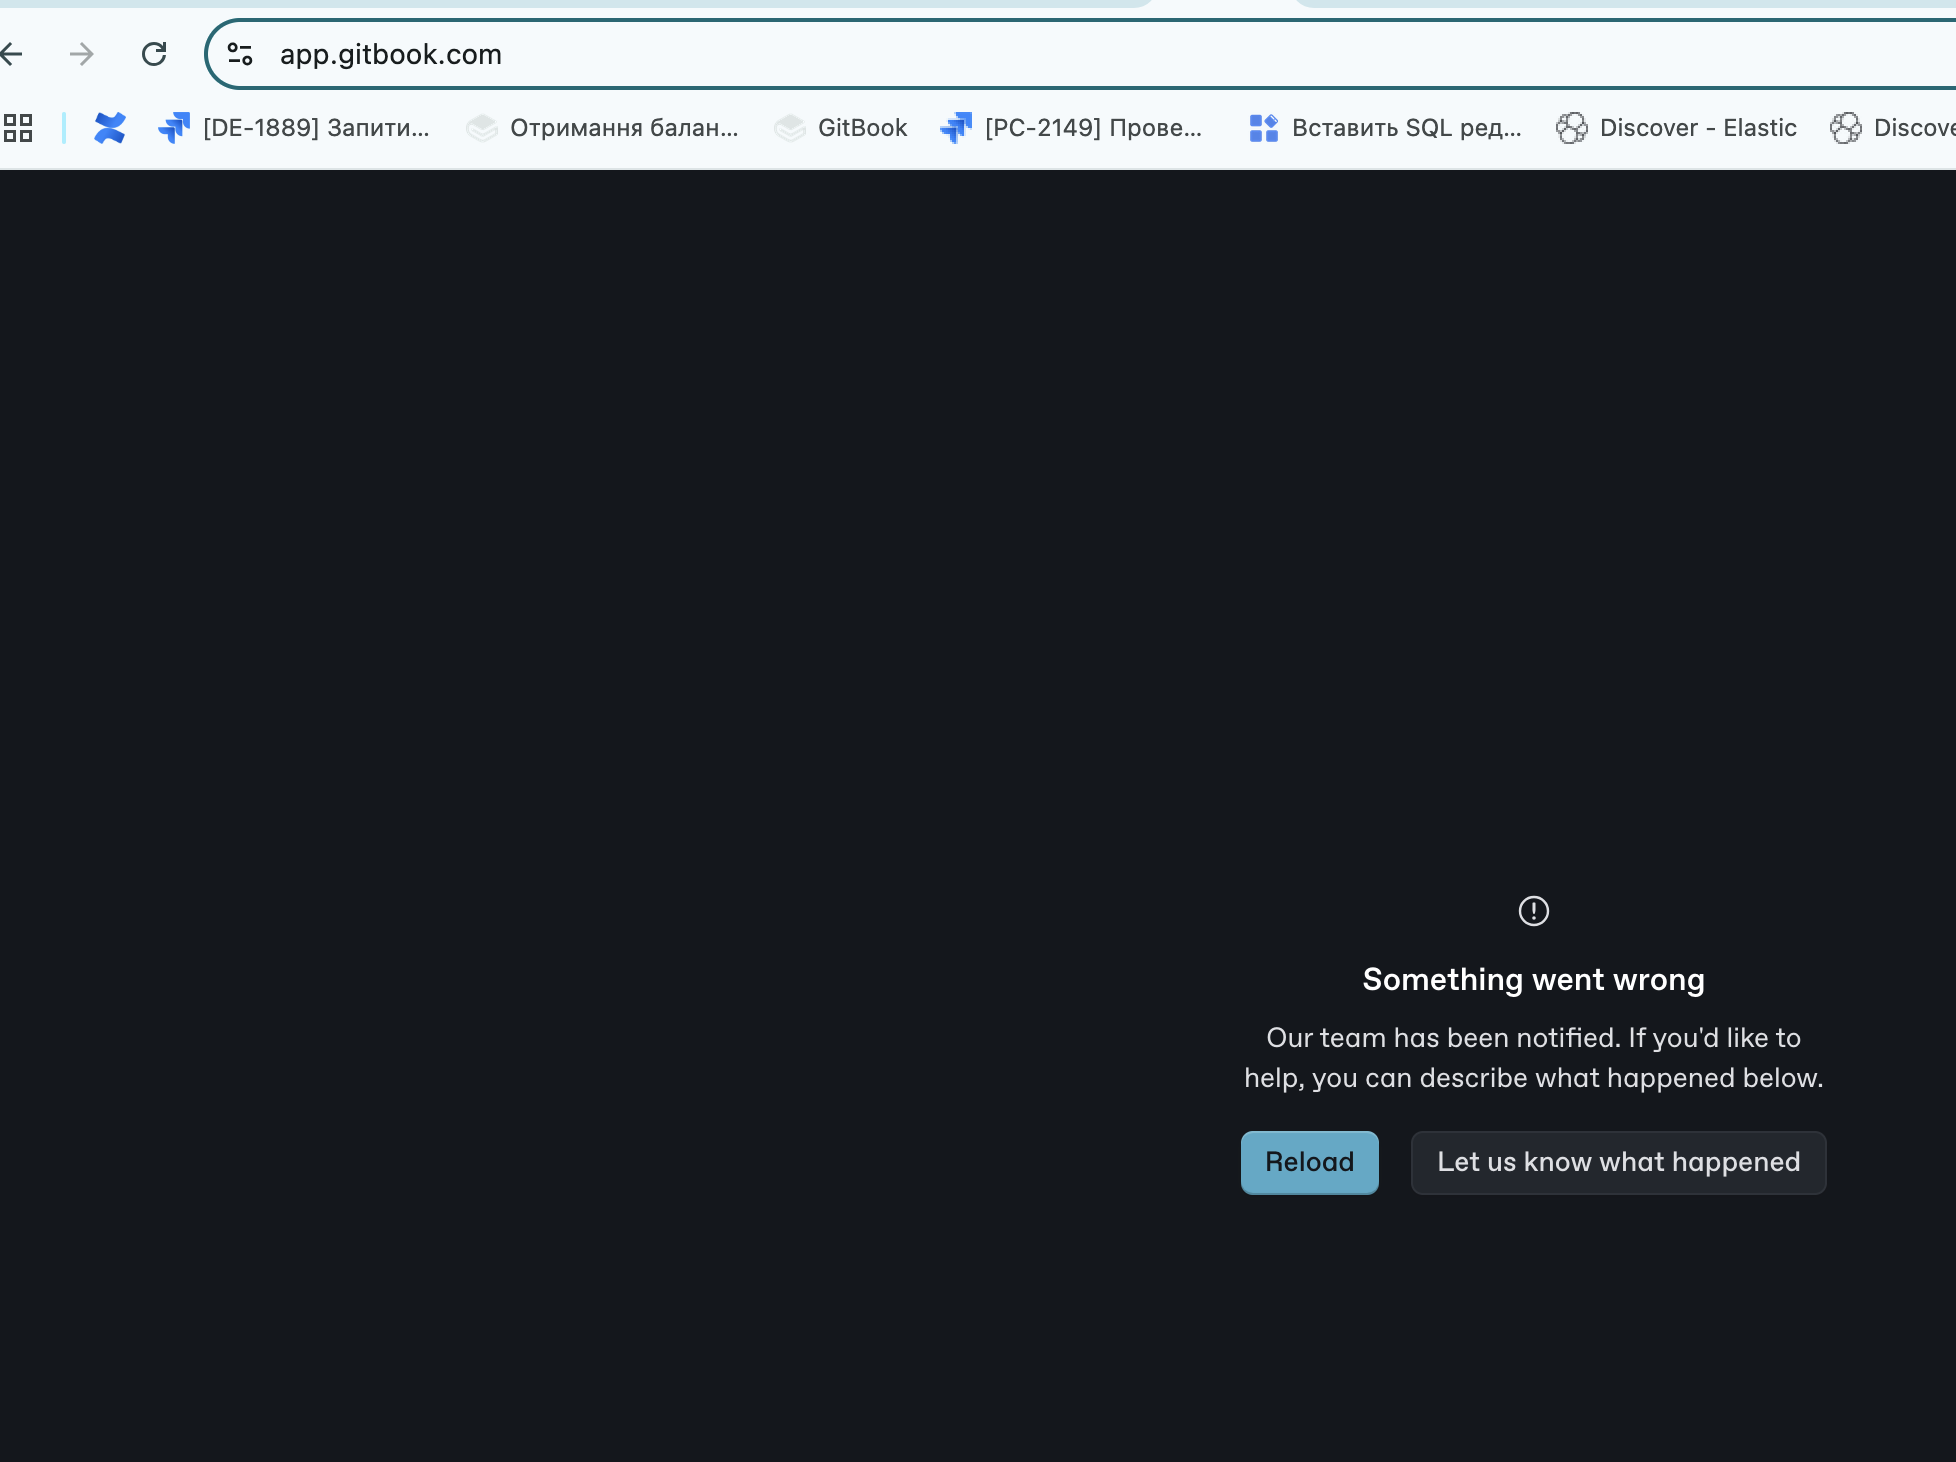 app.gitbook.com
[DE-1889] Запити...
Отримання балан...
GitBook
[PC-2149] Прове...
Вставить SQL ред...
Discover - Elastic
Discove
Something went wrong
Our team has been notified. If you'd like to
help, you can describe what happened below.
Reload
Let us know what happened